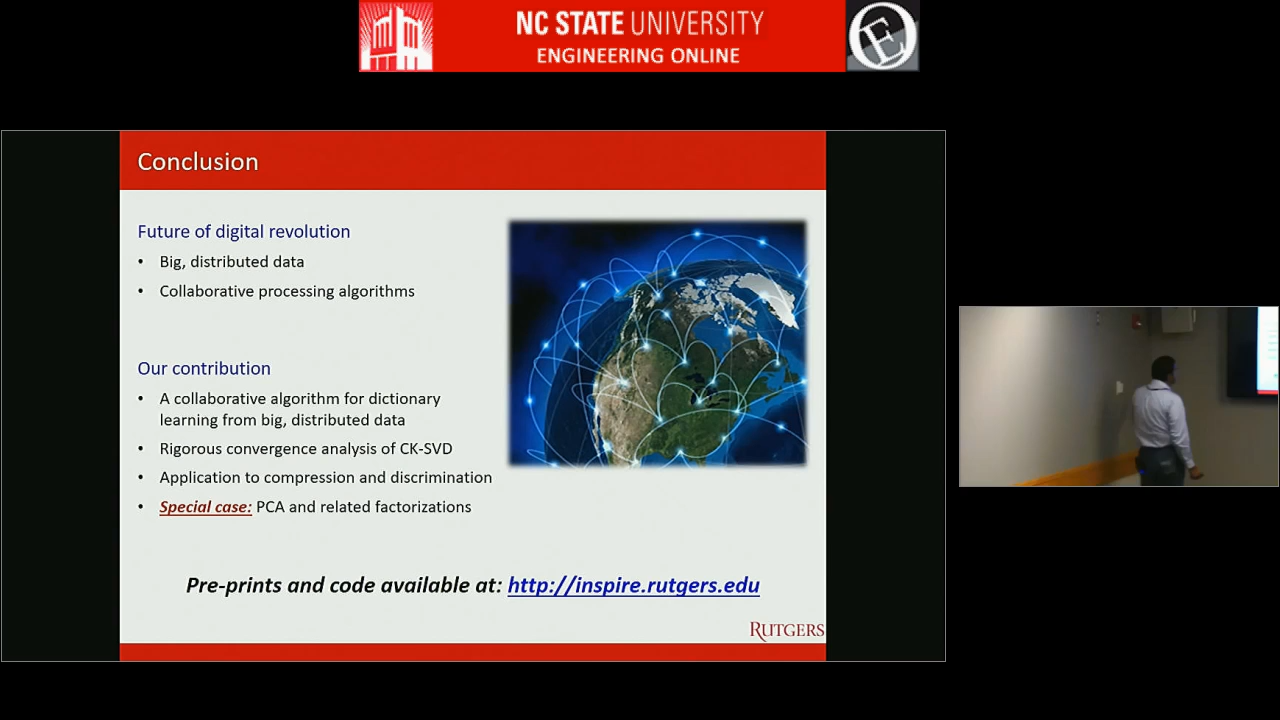 NC STATE UNIVERSITY
ENGINEERING ONLINE
Conclusion
Future of digital revolution
• Big, distributed data
• Collaborative processing algorithms
Our contribution
• A collaborative algorithm for dictionary
learning from big, distributed data
• Rigorous convergence analysis of CK-SVD
• Application to compression and discrimination
• Special case: PCA and related factorizations
Pre-prints and code available at: http://inspire.rutgers.edu
RUTGERS